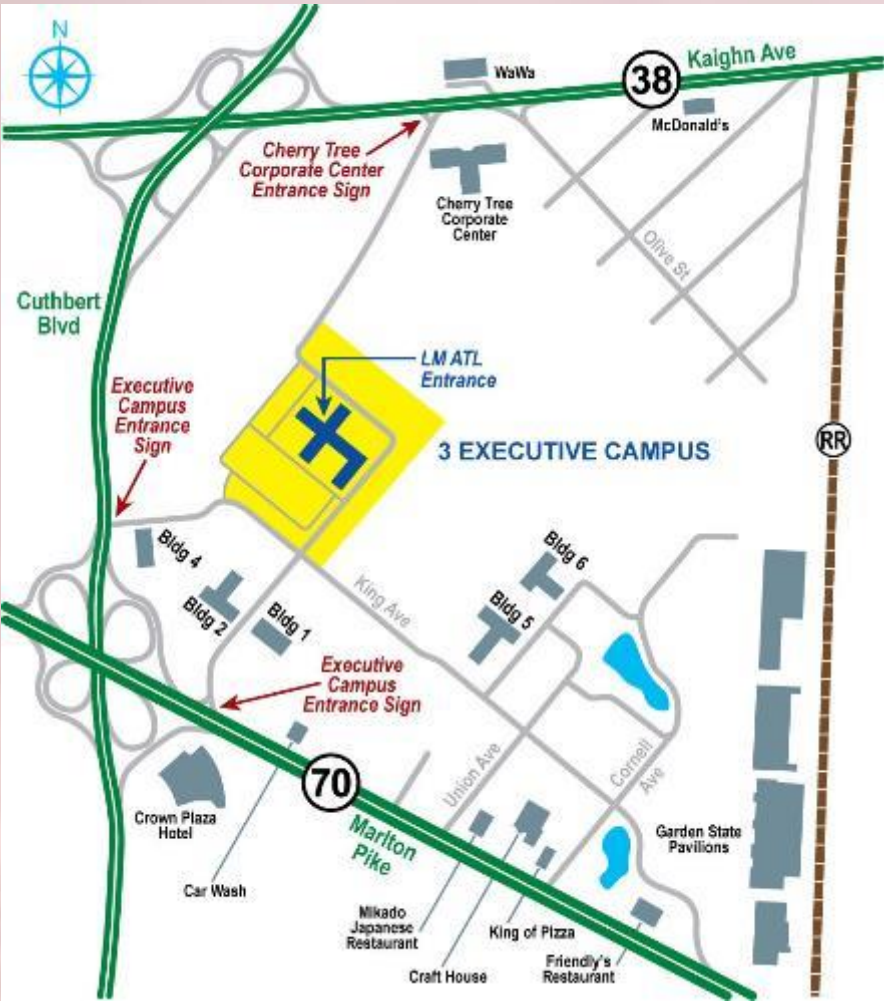 N
WaWa
38
Kaighn Ave
McDonald's
Cherry Tree
Corporate Center
Entrance Sign
Cherry Tree
Corporate
Center
Olive St
Cuthbert
Blvd
LM ATL
Entrance
Executive
Campus
Entrance
Sign
3 EXECUTIVE CAMPUS
RR
Bldg 4
Bldg 2
Bldg 1
King Ave
Bldg 6
Bldg 5
Executive
Campus
Entrance Sign
70
Marlton
Pike
Union Ave
Cornell
Ave
Crown Plaza
Hotel
Car Wash
Garden State
Pavilions
Mikado
Japanese
Restaurant
Craft House
King of Pizza
Friendly's
Restaurant